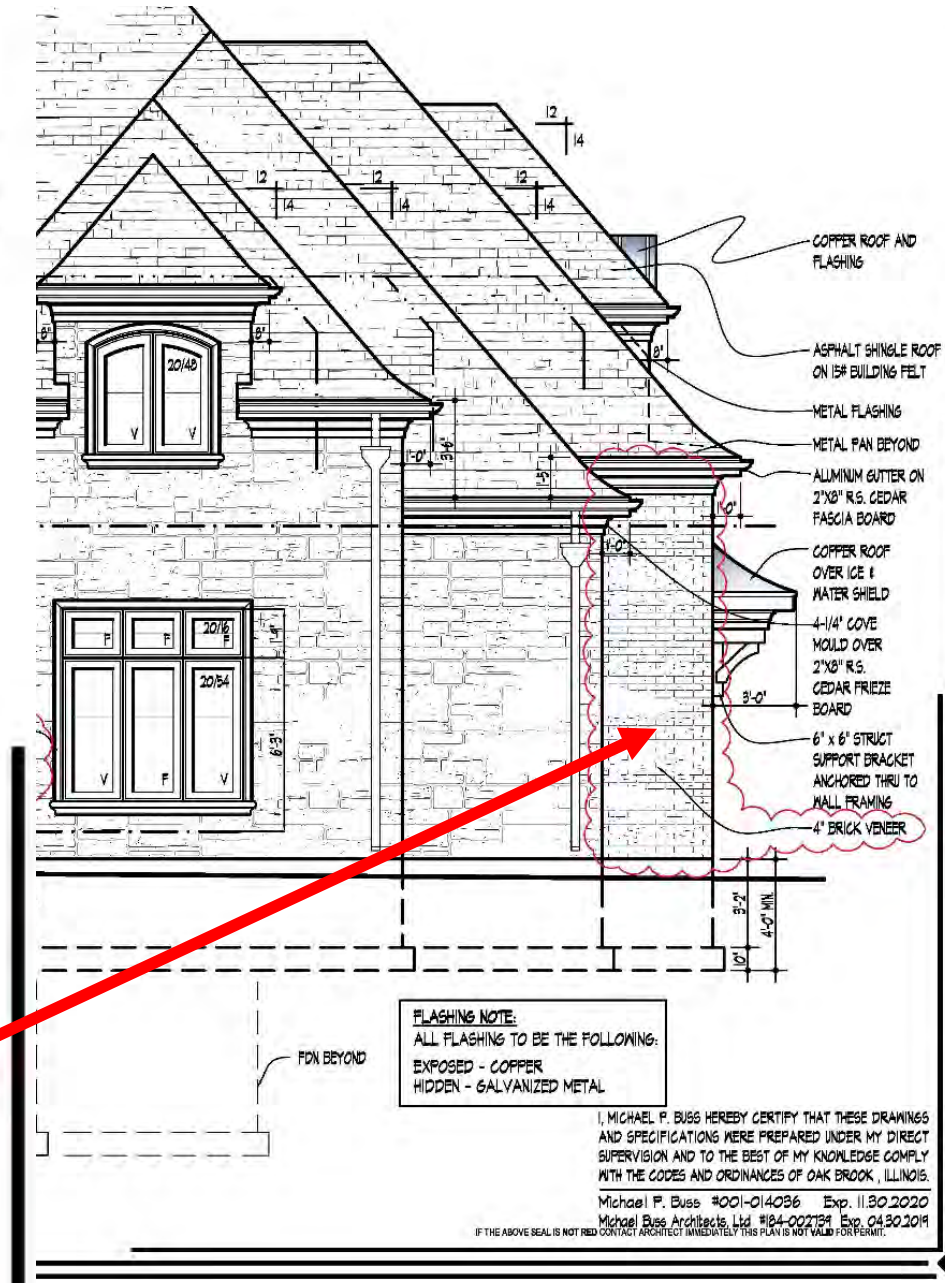 12
14
12
14
12
14
12
14
COPPER ROOF AND
FLASHING
ASPHALT SHINGLE ROOF
ON 15# BUILDING FELT
METAL FLASHING
METAL PAN BEYOND
ALUMINUM GUTTER ON
2"X8" R.S. CEDAR
FASCIA BOARD
COPPER ROOF
OVER ICE &
WATER SHIELD
4-1/4" COVE
MOULD OVER
2"X8" R.S.
CEDAR FRIEZE
BOARD
6" x 6" STRUCT
SUPPORT BRACKET
ANCHORED THRU TO
WALL FRAMING
4" BRICK VENEER
8"
8"
8"
20/48
V
V
1'-0"
3'-6"
1'-5"
1'-0"
1'-0"
3'-0"
F
F
20/16
F
1'-9"
20/54
6'-3"
V
F
V
3'-2"
4'-0" MIN.
10"
FDN BEYOND
FLASHING NOTE:
ALL FLASHING TO BE THE FOLLOWING:
EXPOSED - COPPER
HIDDEN - GALVANIZED METAL
I, MICHAEL P. BUSS HEREBY CERTIFY THAT THESE DRAWINGS
AND SPECIFICATIONS WERE PREPARED UNDER MY DIRECT
SUPERVISION AND TO THE BEST OF MY KNOWLEDGE COMPLY
WITH THE CODES AND ORDINANCES OF OAK BROOK , ILLINOIS.
Michael P. Buss #001-014036 Exp. 11.30.2020
Michael Buss Architects, Ltd #184-002739 Exp. 04.30.2019
IF THE ABOVE SEAL IS NOT RED CONTACT ARCHITECT IMMEDIATELY THIS PLAN IS NOT VALID FOR PERMIT.